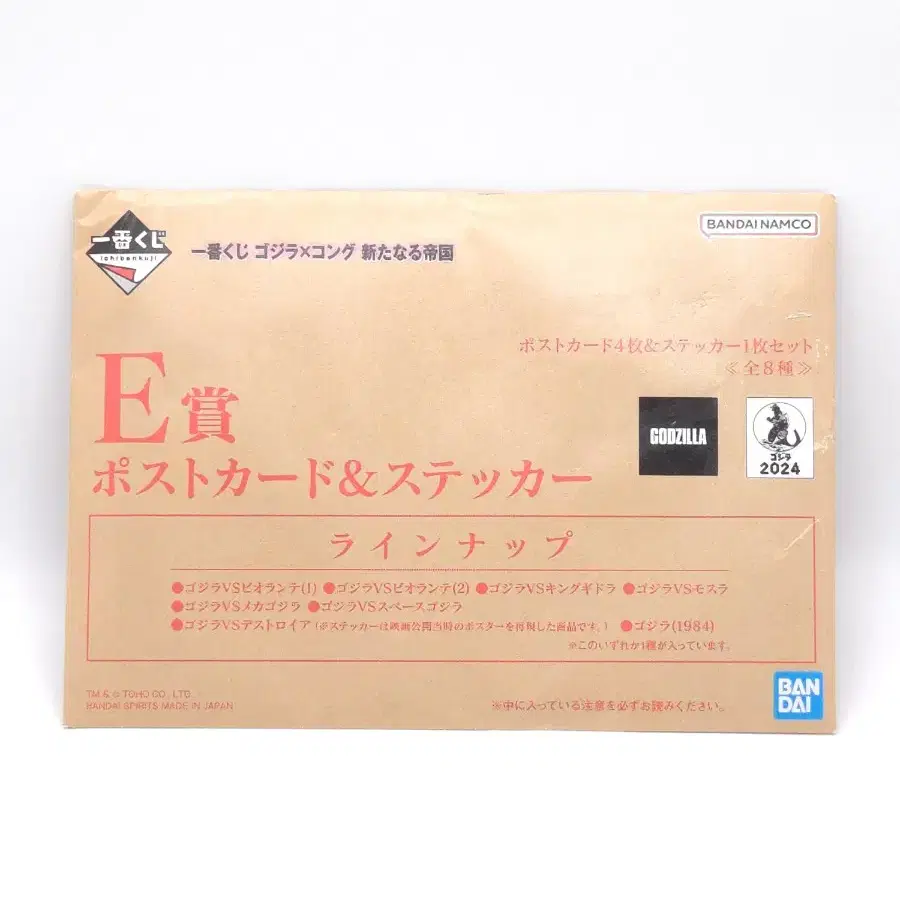 一番くじ
ichibankuji
一番くじ ゴジラ×コング 新たなる帝国
BANDAI NAMCO
ポストカード4枚&ステッカー1枚セット
≪全8種≫
E賞
GODZILLA
ゴジラ
2024
ポストカード&ステッカー
ラインナップ
●ゴジラVSビオランテ(1) ●ゴジラVSビオランテ(2) ●ゴジラVSキングギドラ ●ゴジラVSモスラ
●ゴジラVSメカゴジラ ●ゴジラVSスペースゴジラ
●ゴジラVSデストロイア (※ステッカーは映画公開当時のポスターを再現した商品です。) ●ゴジラ(1984)
※このいずれか1種が入っています。
TM & © TOHO CO., LTD.
BANDAI SPIRITS MADE IN JAPAN
※中に入っている注意を必ずお読みください。
BAN
DAI